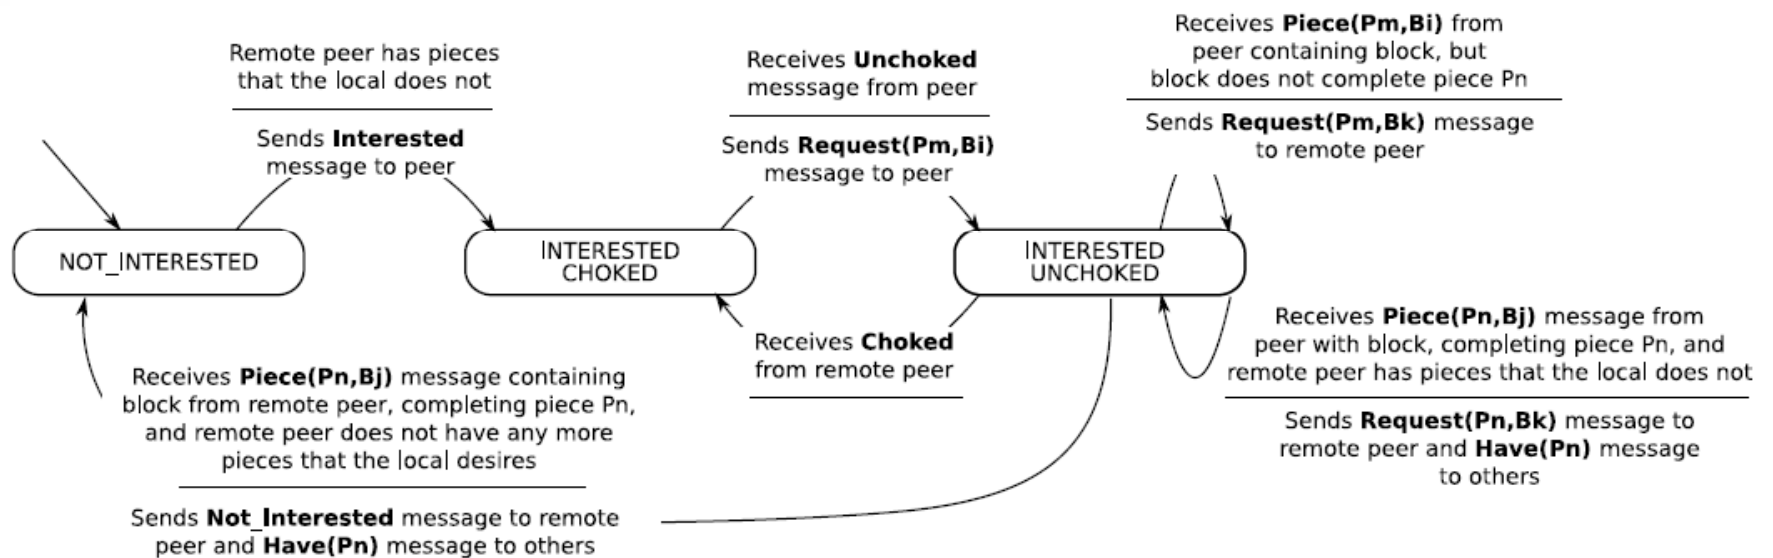 Remote peer has pieces
that the local does not
Sends Interested
message to peer
Receives Unchoked
messsage from peer
Sends Request(Pm,Bi)
message to peer
Receives Piece(Pm,Bi) from
peer containing block, but
block does not complete piece Pn
Sends Request(Pm,Bk) message
to remote peer
NOT_INTERESTED
INTERESTED
CHOKED
INTERESTED
UNCHOKED
Receives Choked
from remote peer
Receives Piece(Pn,Bj) message from
peer with block, completing piece Pn, and
remote peer has pieces that the local does not
Sends Request(Pn,Bk) message to
remote peer and Have(Pn) message
to others
Receives Piece(Pn,Bj) message containing
block from remote peer, completing piece Pn,
and remote peer does not have any more
pieces that the local desires
Sends Not_Interested message to remote
peer and Have(Pn) message to others